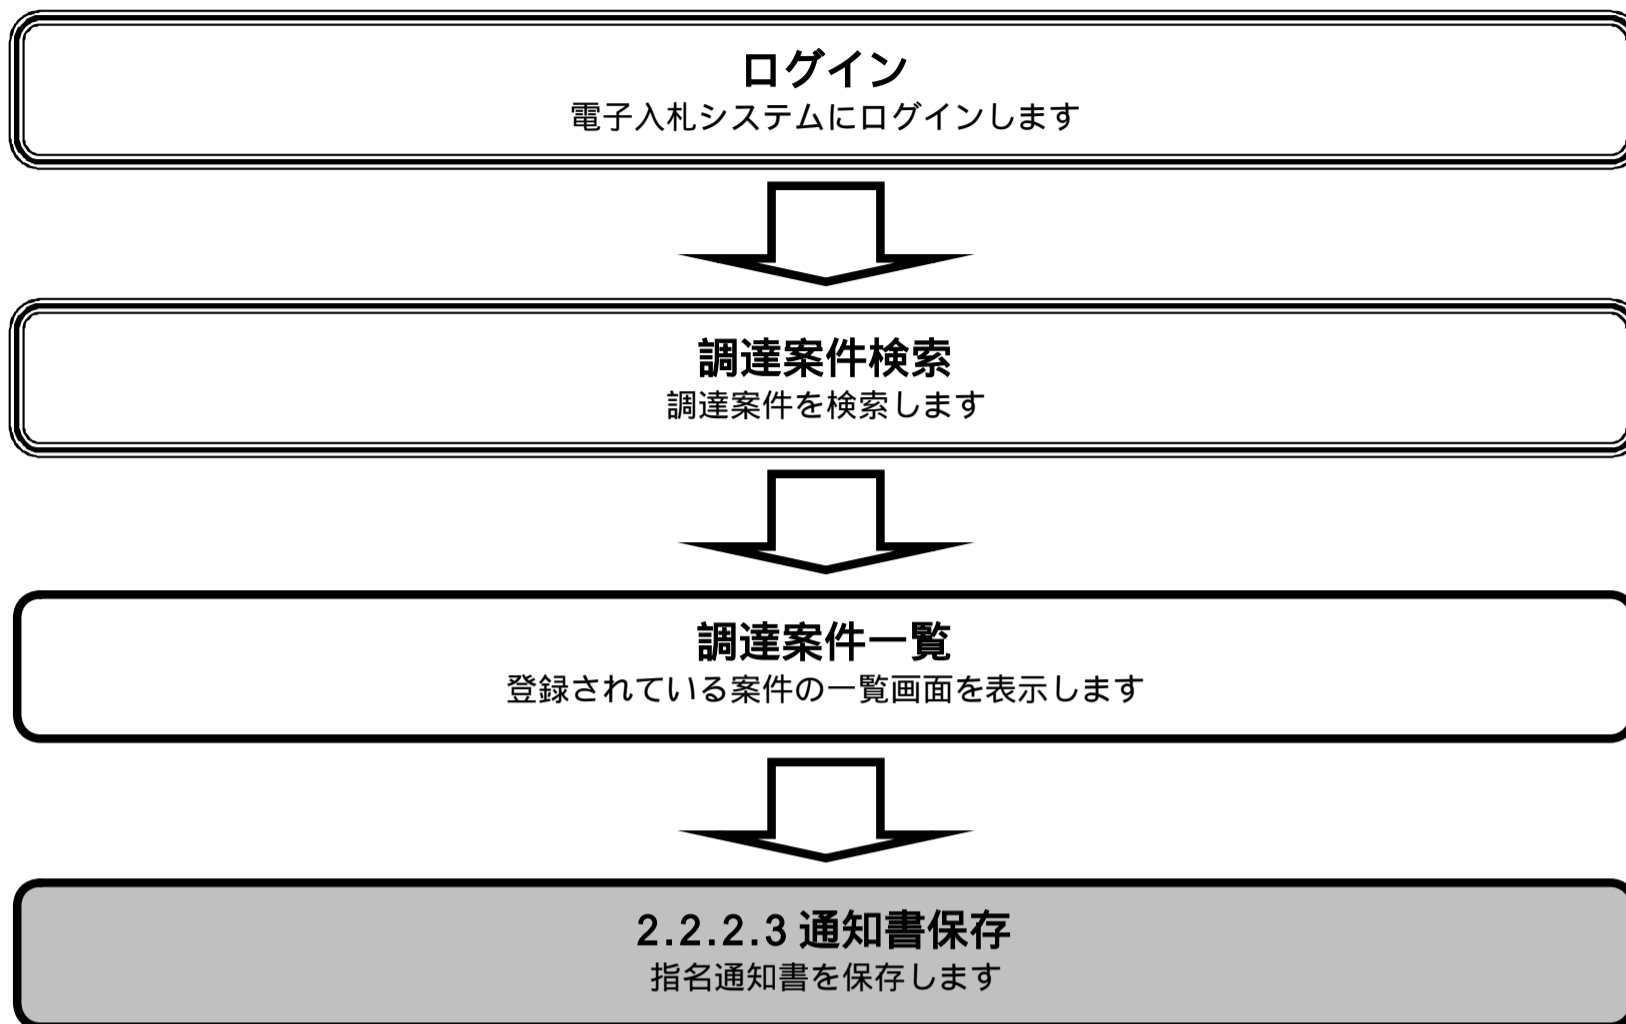 ログイン
電子入札システムにログインします
調達案件検索
調達案件を検索します
調達案件一覧
登録されている案件の一覧画面を表示します
2.2.2.3 通知書保存
指名通知書を保存します